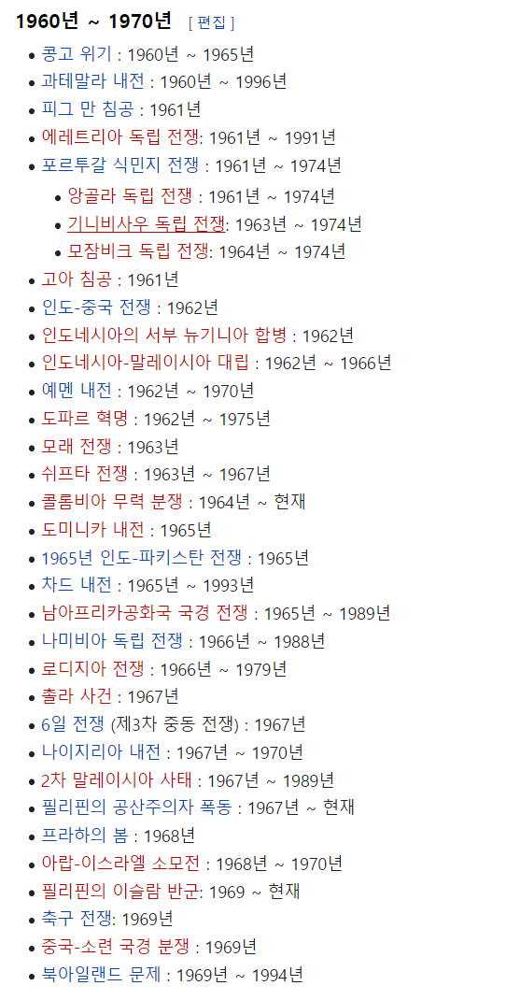 1960년 ~ 1970년 [ 편집 ]
콩고 위기 : 1960년 ~ 1965년
과테말라 내전 : 1960년 ~ 1996년
피그 만 침공 : 1961년
에레트리아 독립 전쟁: 1961년 ~ 1991년
포르투갈 식민지 전쟁 : 1961년 ~ 1974년
앙골라 독립 전쟁 : 1961년 ~ 1974년
기니비사우 독립 전쟁: 1963년 ~ 1974년
모잠비크 독립 전쟁: 1964년 ~ 1974년
고아 침공 : 1961년
인도-중국 전쟁 : 1962년
인도네시아의 서부 뉴기니아 합병 : 1962년
인도네시아-말레이시아 대립 : 1962년 ~ 1966년
예멘 내전 : 1962년 ~ 1970년
도파르 혁명 : 1962년 ~ 1975년
모래 전쟁 : 1963년
쉬프타 전쟁 : 1963년 ~ 1967년
콜롬비아 무력 분쟁 : 1964년 ~ 현재
도미니카 내전 : 1965년
1965년 인도-파키스탄 전쟁 : 1965년
차드 내전 : 1965년 ~ 1993년
남아프리카공화국 국경 전쟁 : 1965년 ~ 1989년
나미비아 독립 전쟁 : 1966년 ~ 1988년
로디지아 전쟁 : 1966년 ~ 1979년
촐라 사건 : 1967년
6일 전쟁 (제3차 중동 전쟁) : 1967년
나이지리아 내전 : 1967년 ~ 1970년
2차 말레이시아 사태 : 1967년 ~ 1989년
필리핀의 공산주의자 폭동 : 1967년 ~ 현재
프라하의 봄 : 1968년
아랍-이스라엘 소모전 : 1968년 ~ 1970년
필리핀의 이슬람 반군: 1969 ~ 현재
축구 전쟁: 1969년
중국-소련 국경 분쟁 : 1969년
북아일랜드 문제 : 1969년 ~ 1994년